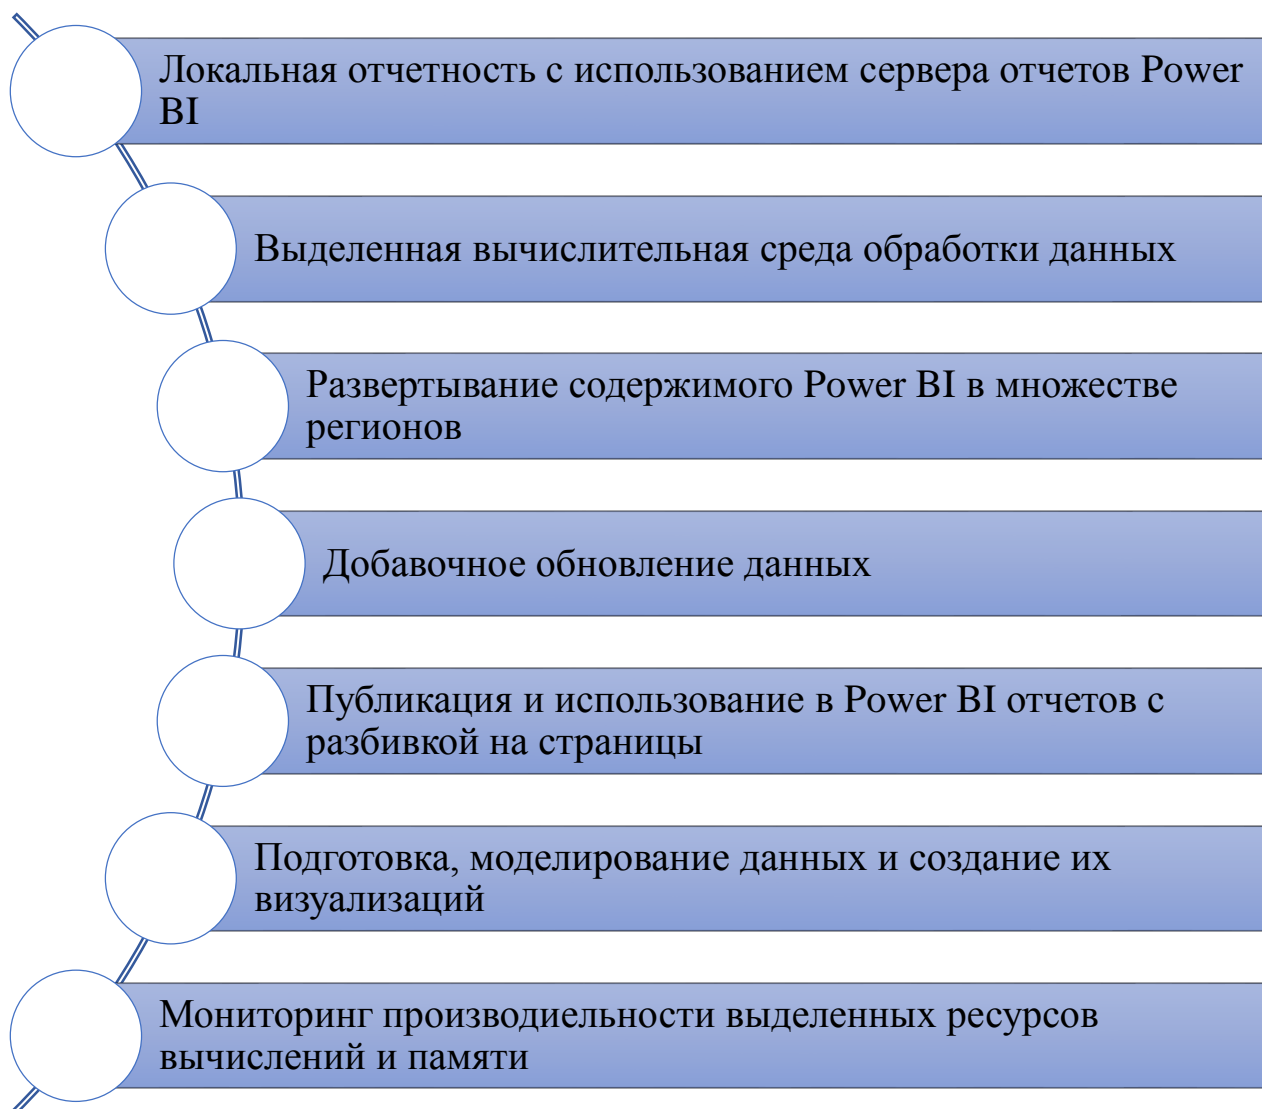 Локальная отчетность с использованием сервера отчетов Power
BI
Выделенная вычислительная среда обработки данных
Развертывание содержимого Power BI в множестве
регионов
Добавочное обновление данных
Публикация и использование в Power BI отчетов с
разбивкой на страницы
Подготовка, моделирование данных и создание их
визуализаций
Мониторинг производиельности выделенных ресурсов
вычислений и памяти